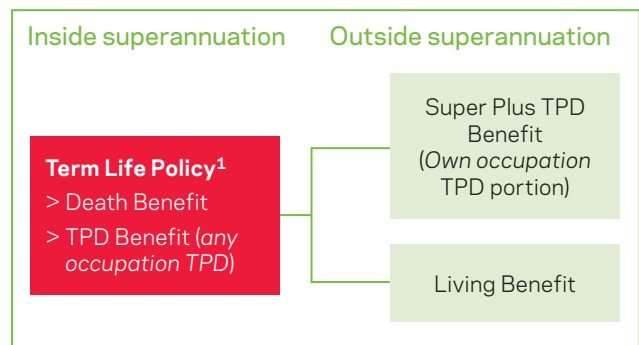 Inside superannuation
Outside superannuation
Term Life Policy1
> Death Benefit
> TPD Benefit (any
occupation TPD)
Super Plus TPD
Benefit
(Own occupation
TPD portion)
Living Benefit